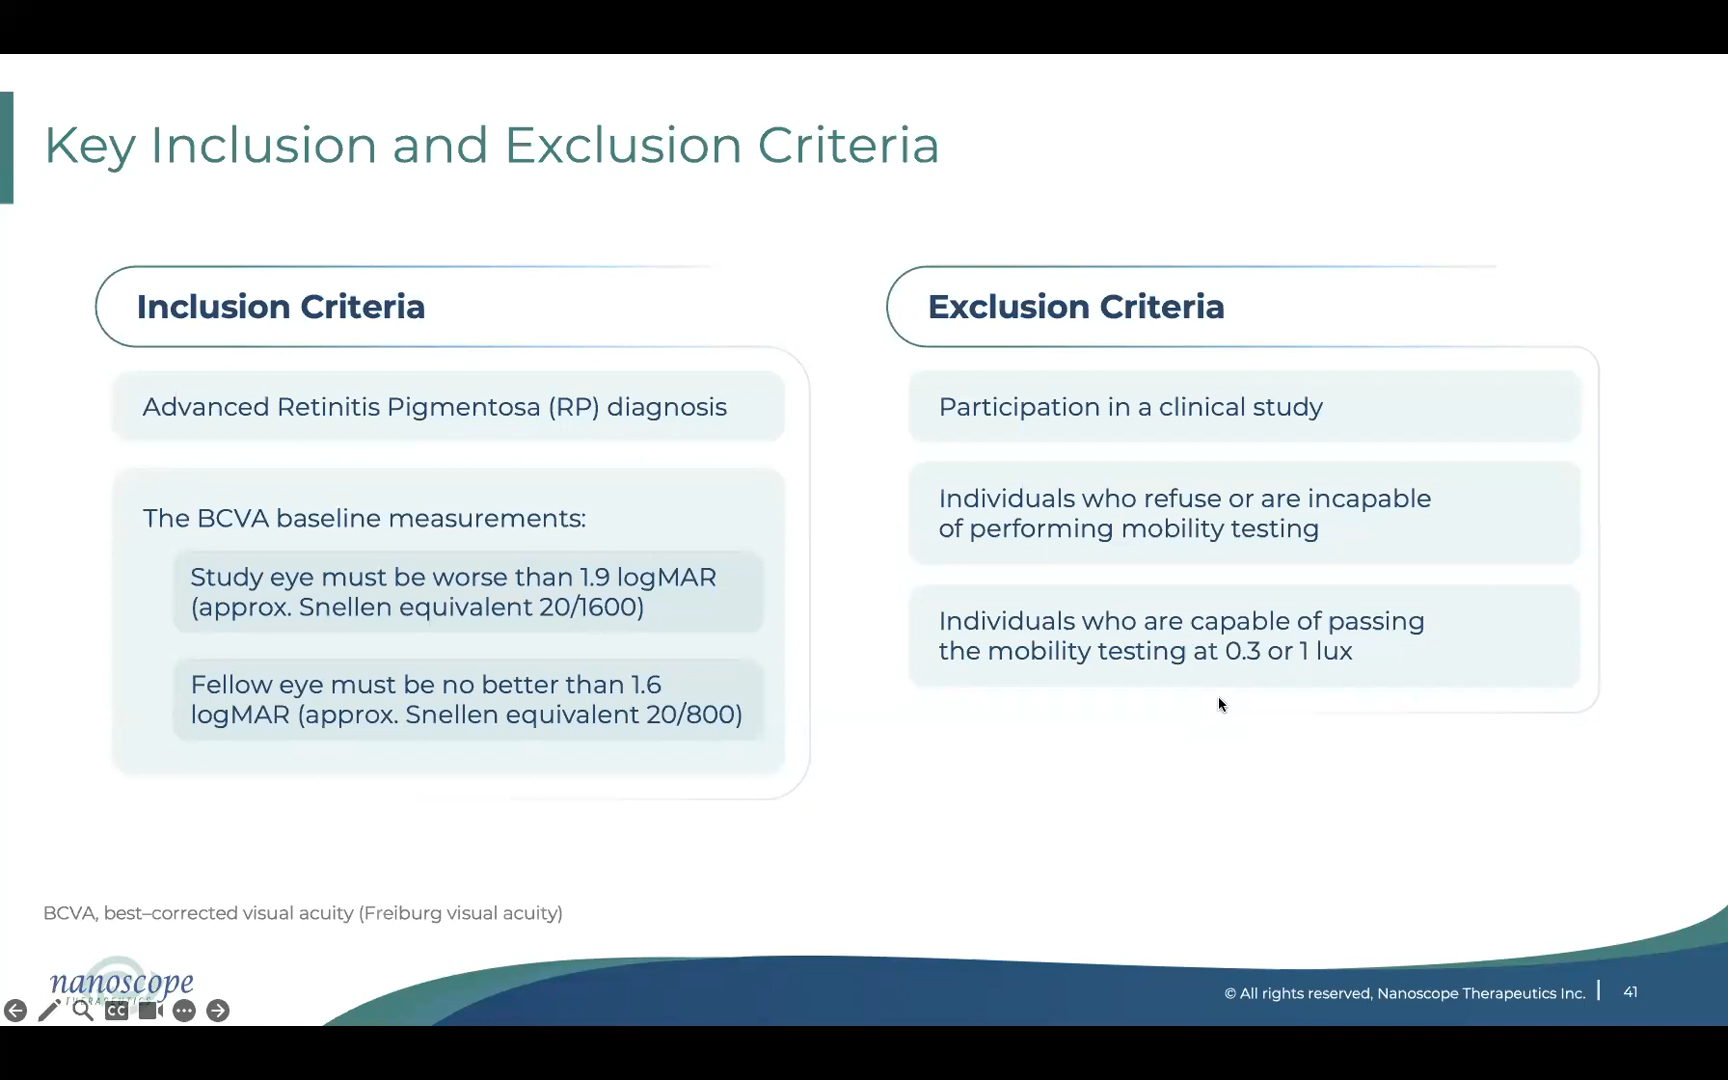 Key Inclusion and Exclusion Criteria
Inclusion Criteria
Advanced Retinitis Pigmentosa (RP) diagnosis
The BCVA baseline measurements:
Study eye must be worse than 1.9 logMAR
(approx. Snellen equivalent 20/1600)
Fellow eye must be no better than 1.6
logMAR (approx. Snellen equivalent 20/800)
Exclusion Criteria
Participation in a clinical study
Individuals who refuse or are incapable
of performing mobility testing
Individuals who are capable of passing
the mobility testing at 0.3 or 1 lux
BCVA, best–corrected visual acuity (Freiburg visual acuity)
nanoscope
THERAPEUTICS
CC
© All rights reserved, Nanoscope Therapeutics Inc.
41